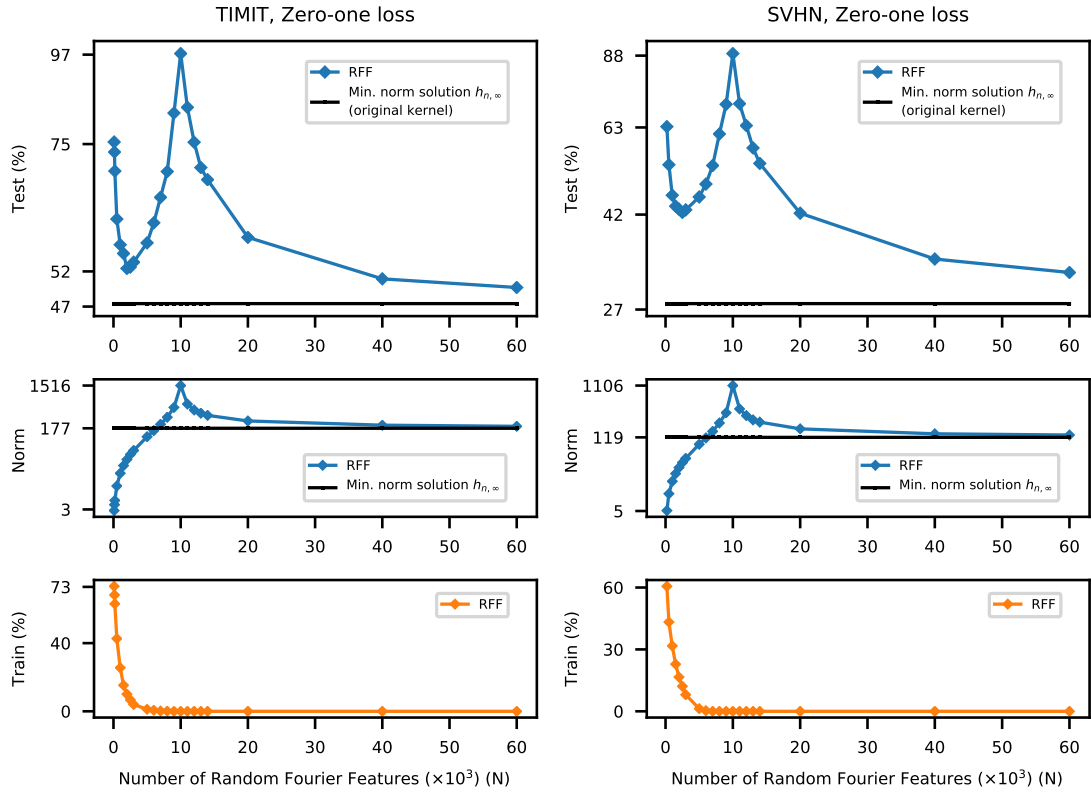 TIMIT, Zero-one loss
97
75
52
47
Test (%)
RFF
Min. norm solution hₙ,∞
(original kernel)
0 10 20 30 40 50 60
1516
177
3
Norm
RFF
Min. norm solution hₙ,∞
0 10 20 30 40 50 60
73
40
0
Train (%)
RFF
0 10 20 30 40 50 60
Number of Random Fourier Features (×10³) (N)
SVHN, Zero-one loss
88
63
42
27
Test (%)
RFF
Min. norm solution hₙ,∞
(original kernel)
0 10 20 30 40 50 60
1106
119
5
Norm
RFF
Min. norm solution hₙ,∞
0 10 20 30 40 50 60
60
30
0
Train (%)
RFF
0 10 20 30 40 50 60
Number of Random Fourier Features (×10³) (N)